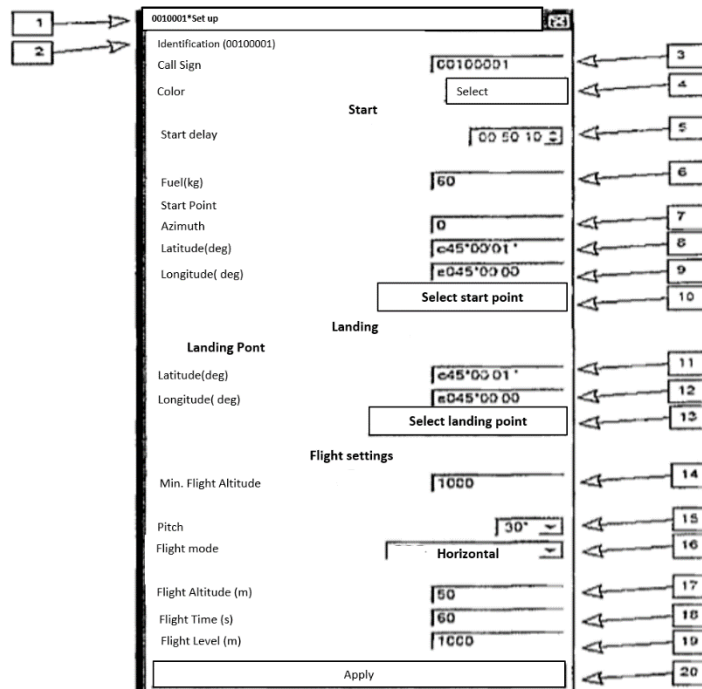 1
0010001*Set up
2
Identification (00100001)
Call Sign 00100001 3
Color Select 4
Start
Start delay 00 50 10 5
Fuel(kg) 60 6
Start Point
Azimuth 0 7
Latitude(deg) c45°00'01" 8
Longitude( deg) в045°00 00 9
Select start point 10
Landing
Landing Pont
Latitude(deg) c45°00 01" 11
Longitude( deg) в045°00 00 12
Select landing point 13
Flight settings
Min. Flight Altitude 1000 14
Pitch 30° 15
Flight mode Horizontal 16
Flight Altitude (m) 50 17
Flight Time (s) 60 18
Flight Level (m) 1000 19
Apply 20